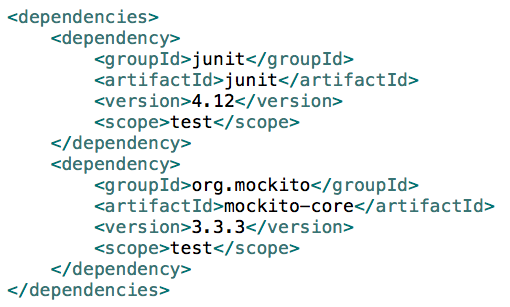 <dependencies>
    <dependency>
        <groupId>junit</groupId>
        <artifactId>junit</artifactId>
        <version>4.12</version>
        <scope>test</scope>
    </dependency>
    <dependency>
        <groupId>org.mockito</groupId>
        <artifactId>mockito-core</artifactId>
        <version>3.3.3</version>
        <scope>test</scope>
    </dependency>
</dependencies>